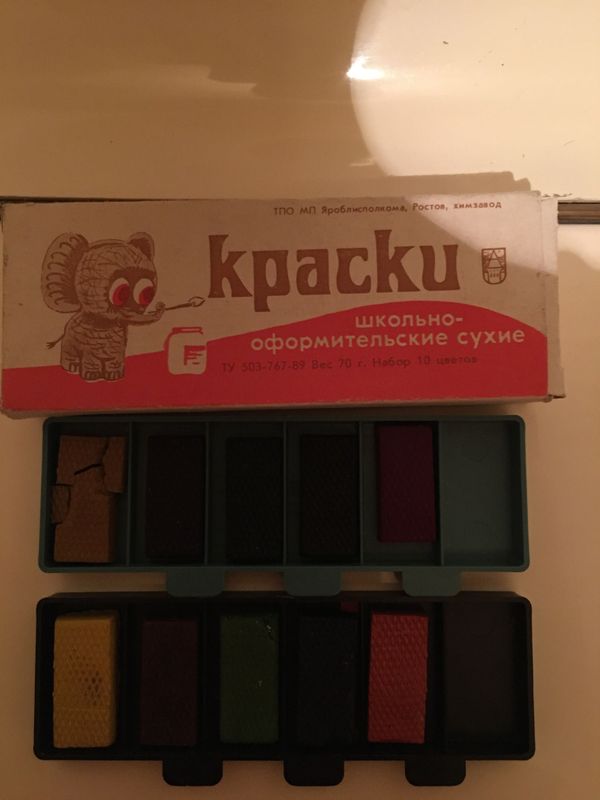 ТПО МП Яроблисполкома, Ростов, химзавод
краски
школьно-
оформительские сухие
ТУ 503-767-89 Вес 70 г. Набор 10 цветов